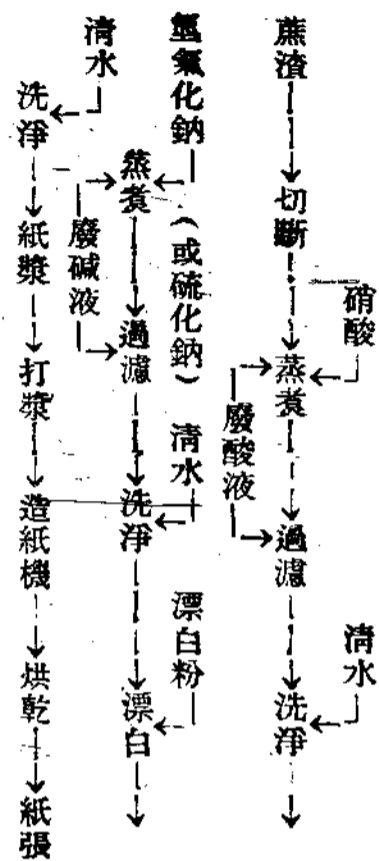 硝酸
清水
蔗渣
切斷
蒸煮
過濾
洗淨
廢酸液
氫氧化鈉
(或硫化鈉)
清水
漂白粉
蒸煮
過濾
洗淨
漂白
廢碱液
清水
洗淨
紙漿
打漿
造紙機
烘乾
紙張